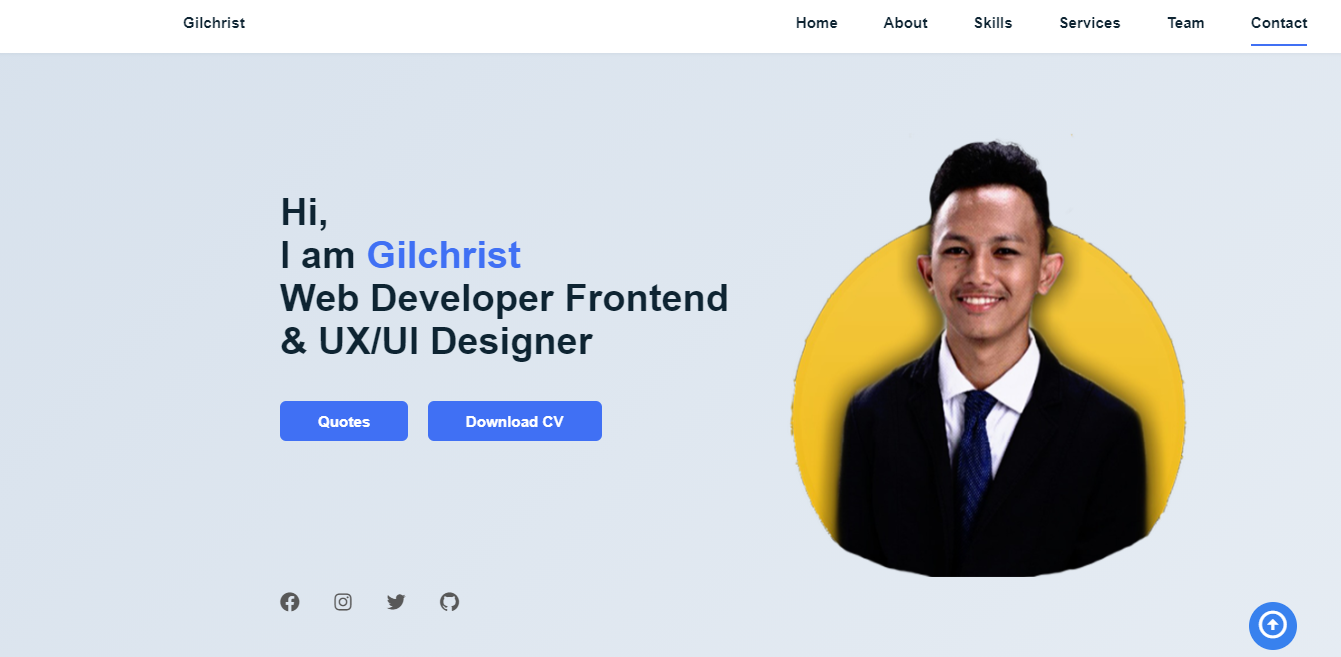 Gilchrist
Home About Skills Services Team Contact
Hi,
I am Gilchrist
Web Developer Frontend
& UX/UI Designer
Quotes Download CV